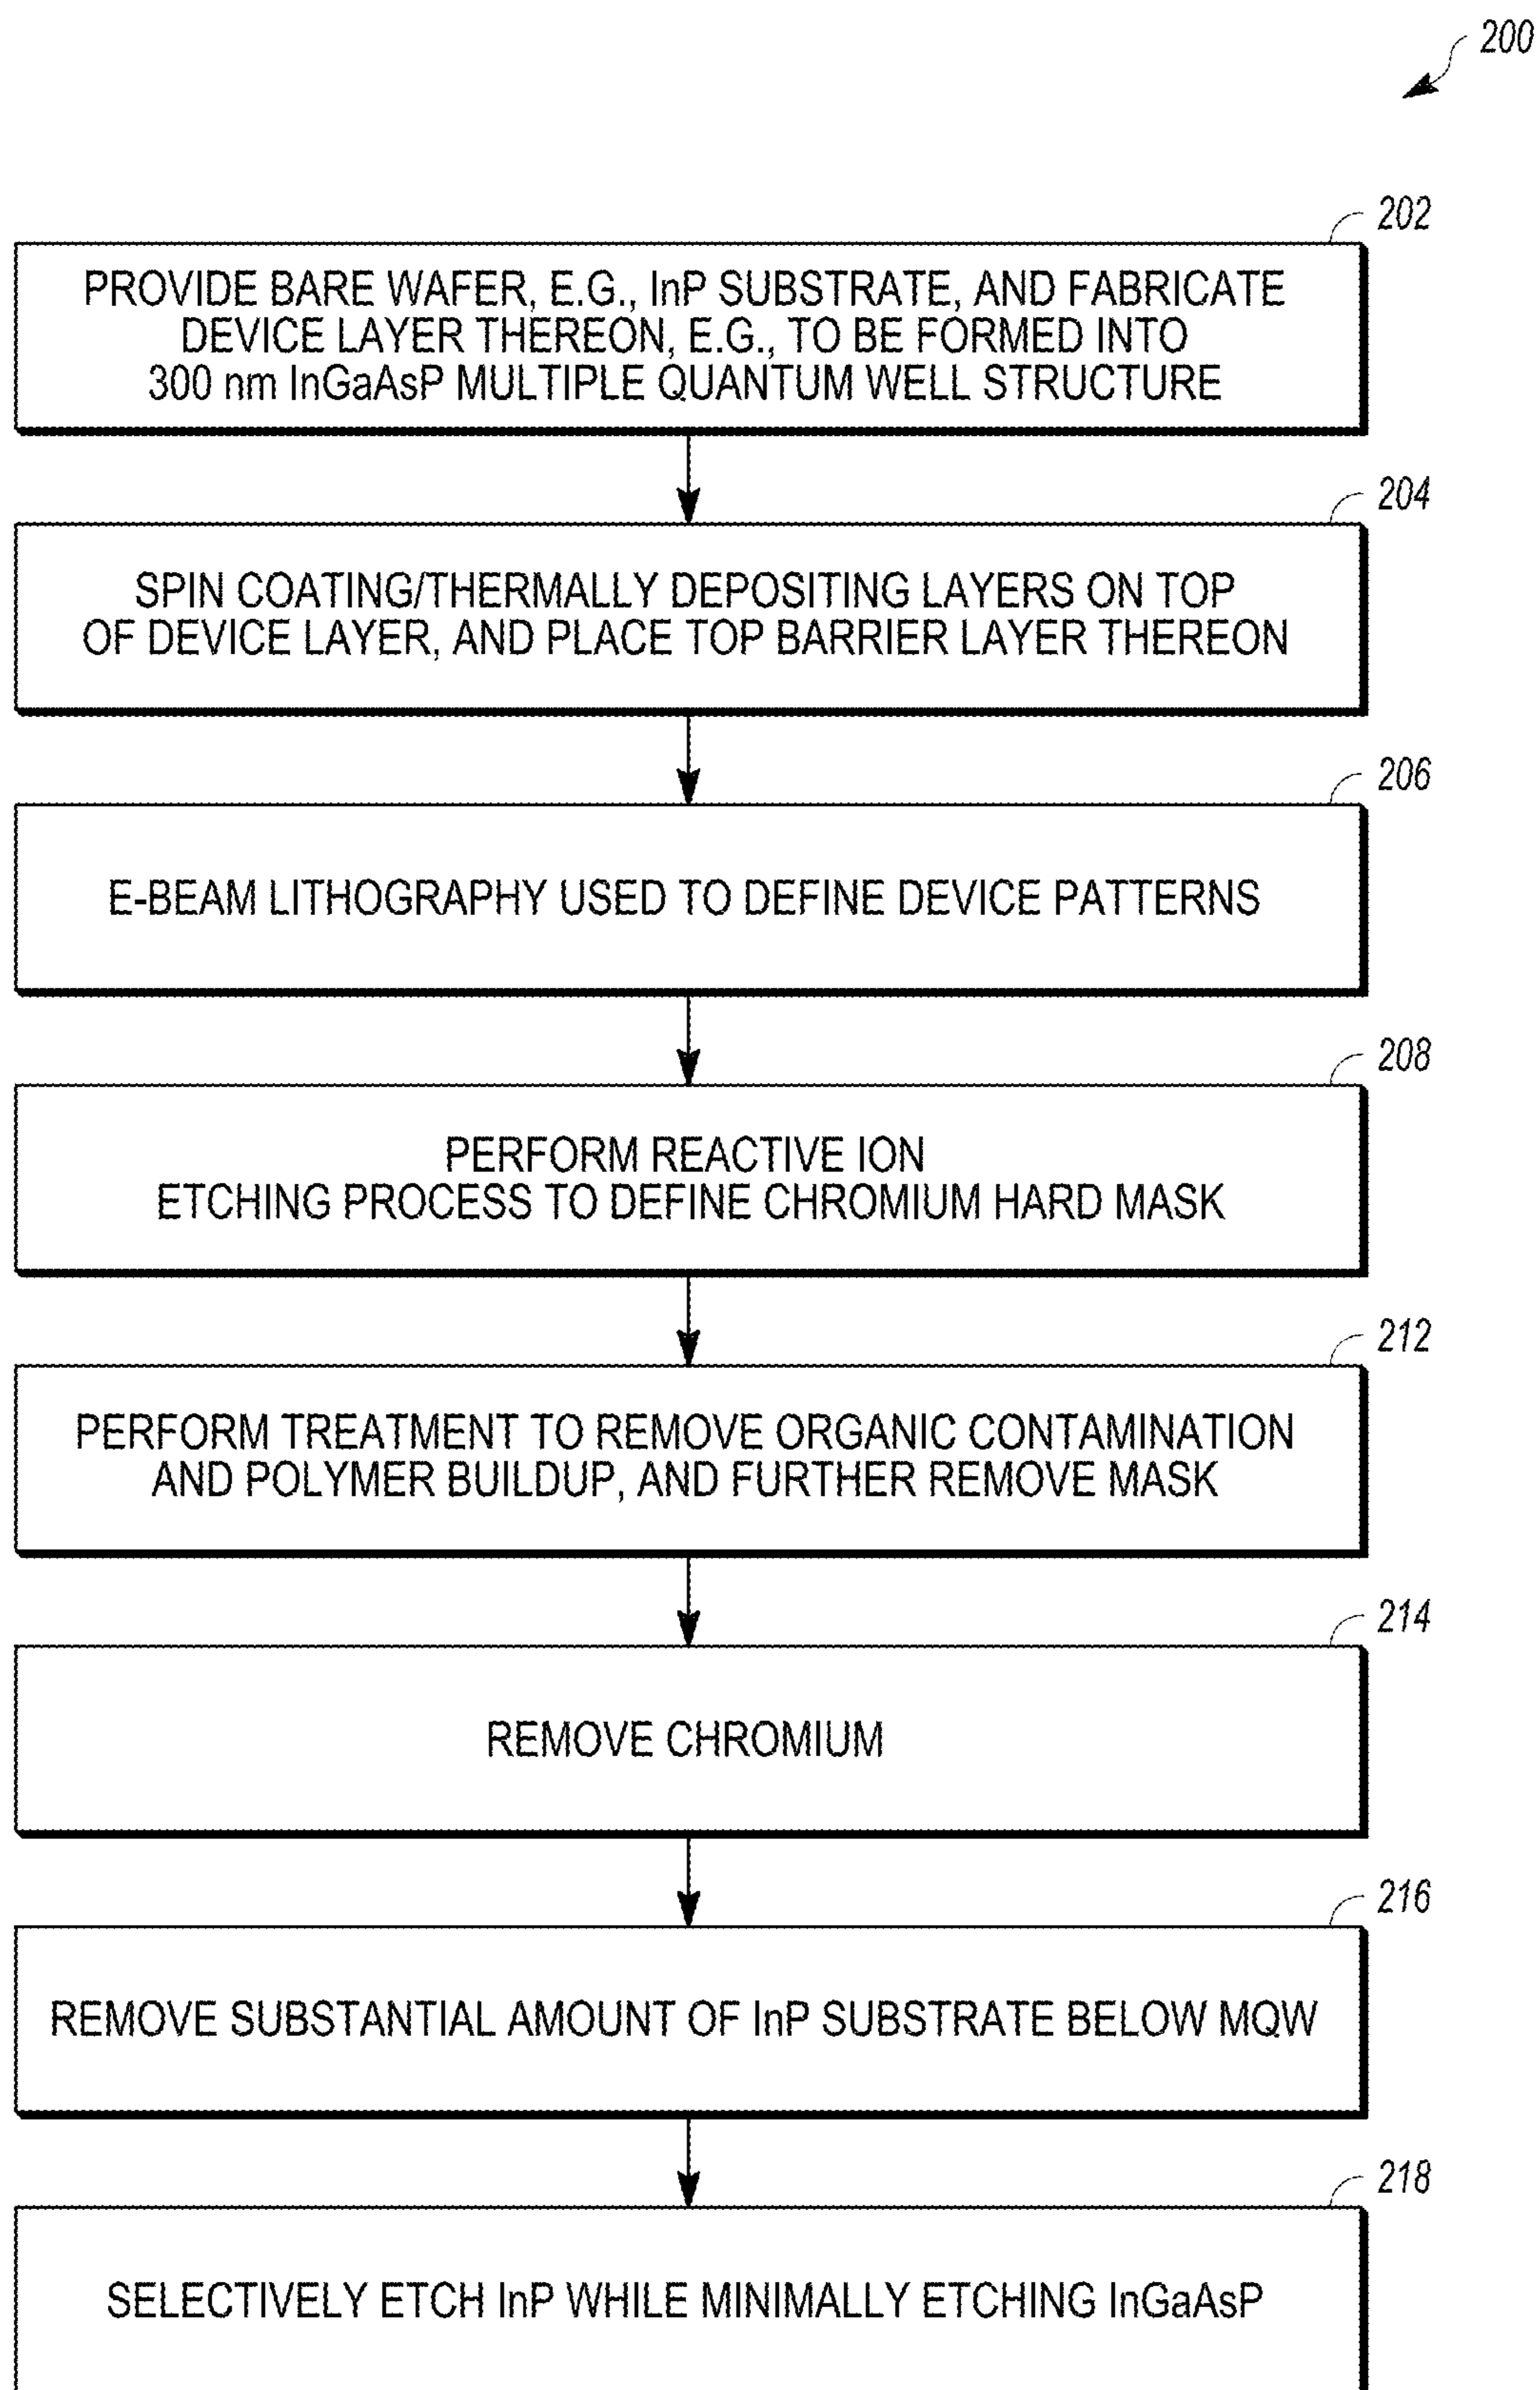 200
202
PROVIDE BARE WAFER, E.G., InP SUBSTRATE, AND FABRICATE
DEVICE LAYER THEREON, E.G., TO BE FORMED INTO
300 nm InGaAsP MULTIPLE QUANTUM WELL STRUCTURE
204
SPIN COATING/THERMALLY DEPOSITING LAYERS ON TOP
OF DEVICE LAYER, AND PLACE TOP BARRIER LAYER THEREON
206
E-BEAM LITHOGRAPHY USED TO DEFINE DEVICE PATTERNS
208
PERFORM REACTIVE ION
ETCHING PROCESS TO DEFINE CHROMIUM HARD MASK
212
PERFORM TREATMENT TO REMOVE ORGANIC CONTAMINATION
AND POLYMER BUILDUP, AND FURTHER REMOVE MASK
214
REMOVE CHROMIUM
216
REMOVE SUBSTANTIAL AMOUNT OF InP SUBSTRATE BELOW MQW
218
SELECTIVELY ETCH InP WHILE MINIMALLY ETCHING InGaAsP